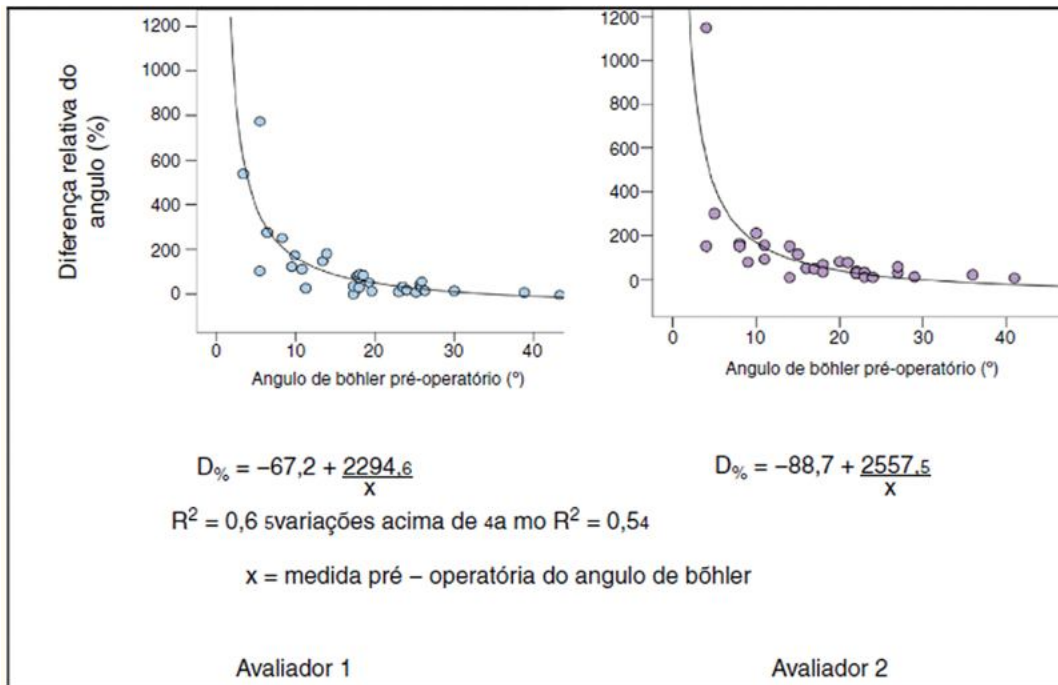 Diferença relativa do
angulo (%)
1200
1000
800
600
400
200
0
0 10 20 30 40
Angulo de böhler pré-operatório (º)
1200
1000
800
600
400
200
0
0 10 20 30 40
Angulo de böhler pré-operatório (º)
D% = −67,2 + 2294,6
x
D% = −88,7 + 2557,5
x
R² = 0,6 5variações acima de 4a mo R² = 0,54
x = medida pré – operatória do angulo de böhler
Avaliador 1
Avaliador 2